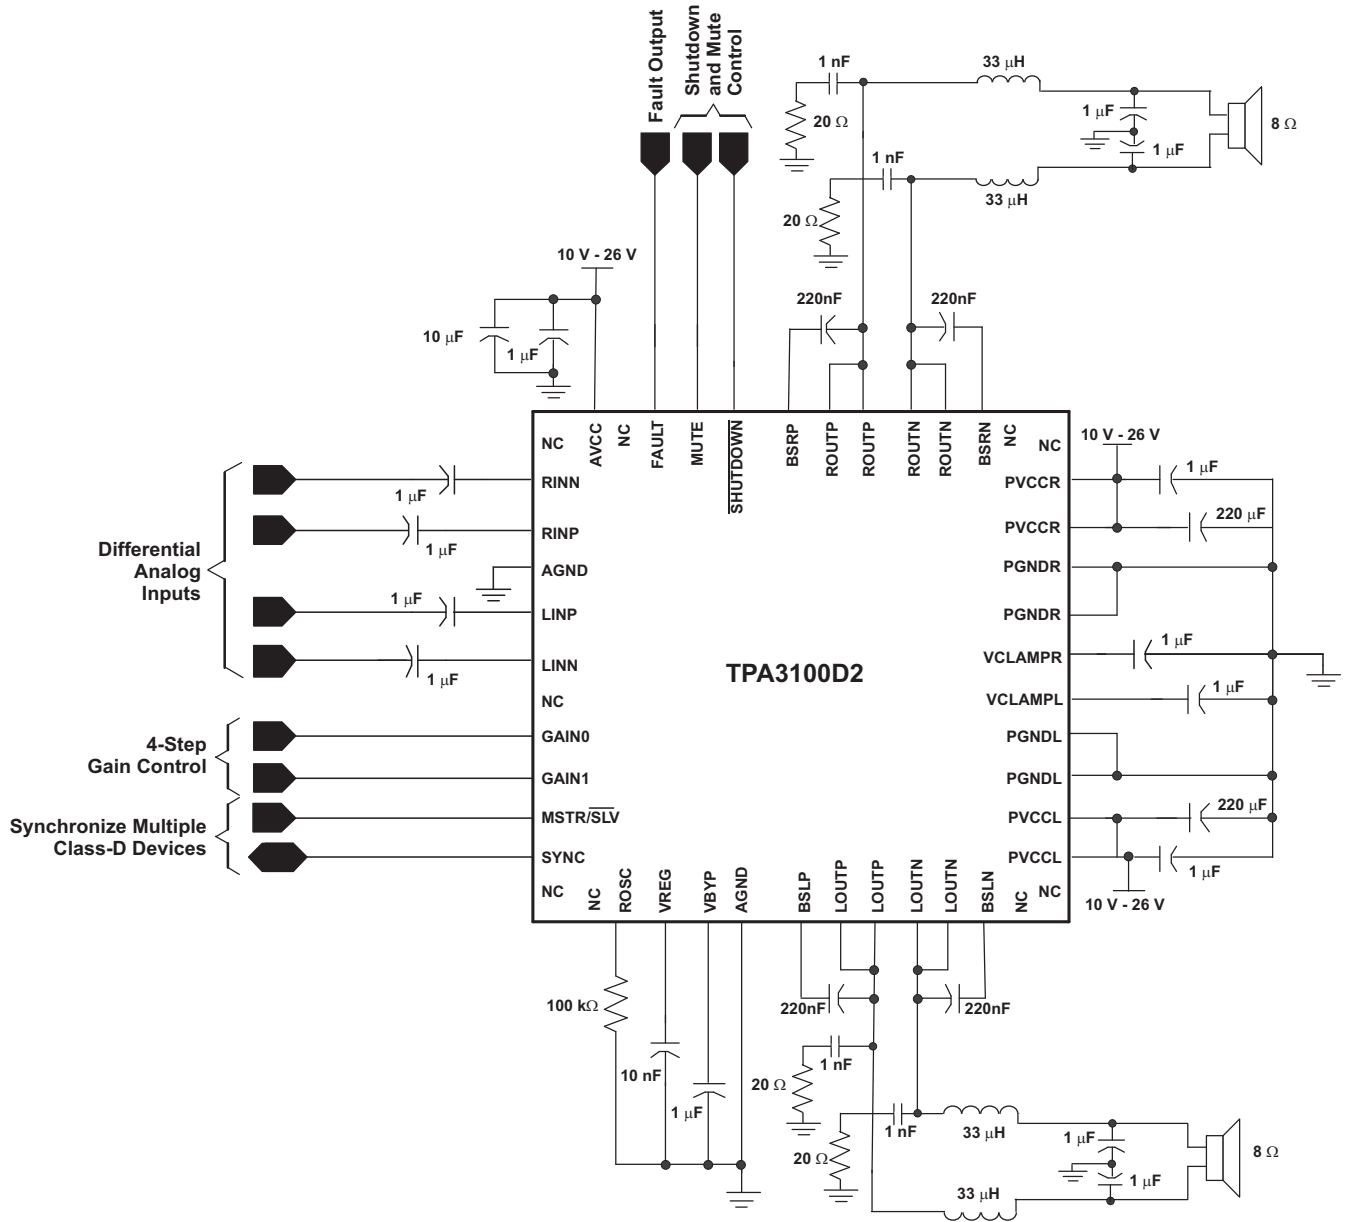 Fault Output
Shutdown
and Mute
Control
1 nF
33 μH
20 Ω
1 μF
1 μF
8 Ω
1 nF
33 μH
20 Ω
10 V - 26 V
10 μF
1 μF
220nF
220nF
NC
AVCC
NC
FAULT
MUTE
SHUTDOWN
BSRP
ROUTP
ROUTP
ROUTN
ROUTN
BSRN
NC
NC
10 V - 26 V
Differential
Analog
Inputs
1 μF
RINN
1 μF
RINP
AGND
1 μF
LINP
1 μF
LINN
NC
4-Step
Gain Control
GAIN0
GAIN1
Synchronize Multiple
Class-D Devices
MSTR/SLV
SYNC
NC
TPA3100D2
PVCCR
1 μF
PVCCR
220 μF
PGNDR
PGNDR
VCLAMPR
1 μF
VCLAMPL
1 μF
PGNDL
PGNDL
PVCCL
220 μF
PVCCL
1 μF
NC
10 V - 26 V
NC
ROSC
VREG
VBYP
AGND
BSLP
LOUTP
LOUTP
LOUTN
LOUTN
BSLN
NC
100 kΩ
10 nF
1 μF
220nF
220nF
1 nF
20 Ω
1 nF
33 μH
20 Ω
1 μF
1 μF
8 Ω
33 μH